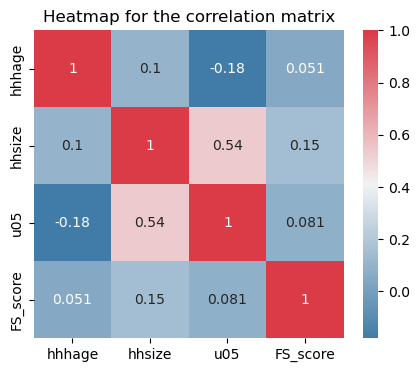 Heatmap for the correlation matrix
hhhage
1
0.1
-0.18
0.051
hhsize
0.1
1
0.54
0.15
u05
-0.18
0.54
1
0.081
FS_score
0.051
0.15
0.081
1
hhhage
hhsize
u05
FS_score
1.0
0.8
0.6
0.4
0.2
0.0